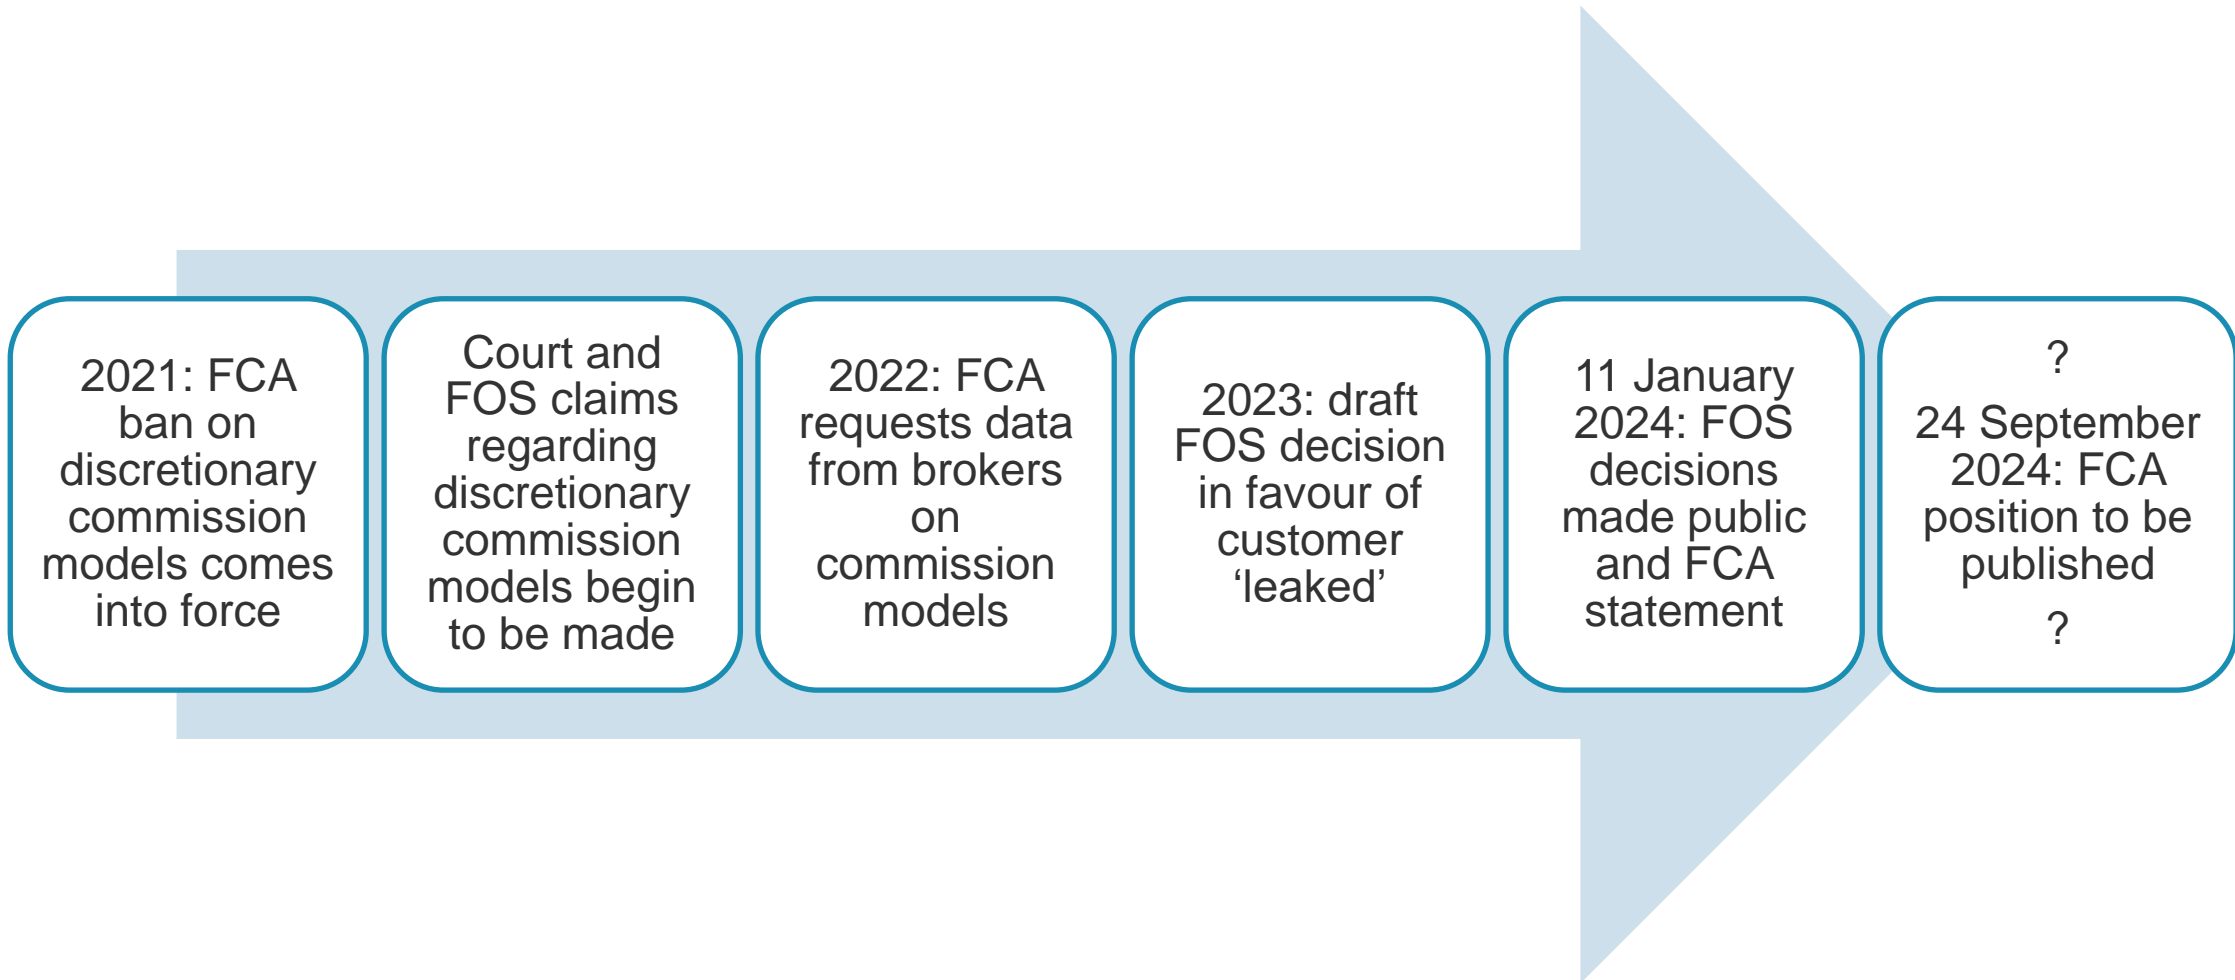 2021: FCA
ban on
discretionary
commission
models comes
into force
Court and
FOS claims
regarding
discretionary
commission
models begin
to be made
2022: FCA
requests data
from brokers
on
commission
models
2023: draft
FOS decision
in favour of
customer
‘leaked’
11 January
2024: FOS
decisions
made public
and FCA
statement
?
24 September
2024: FCA
position to be
published
?